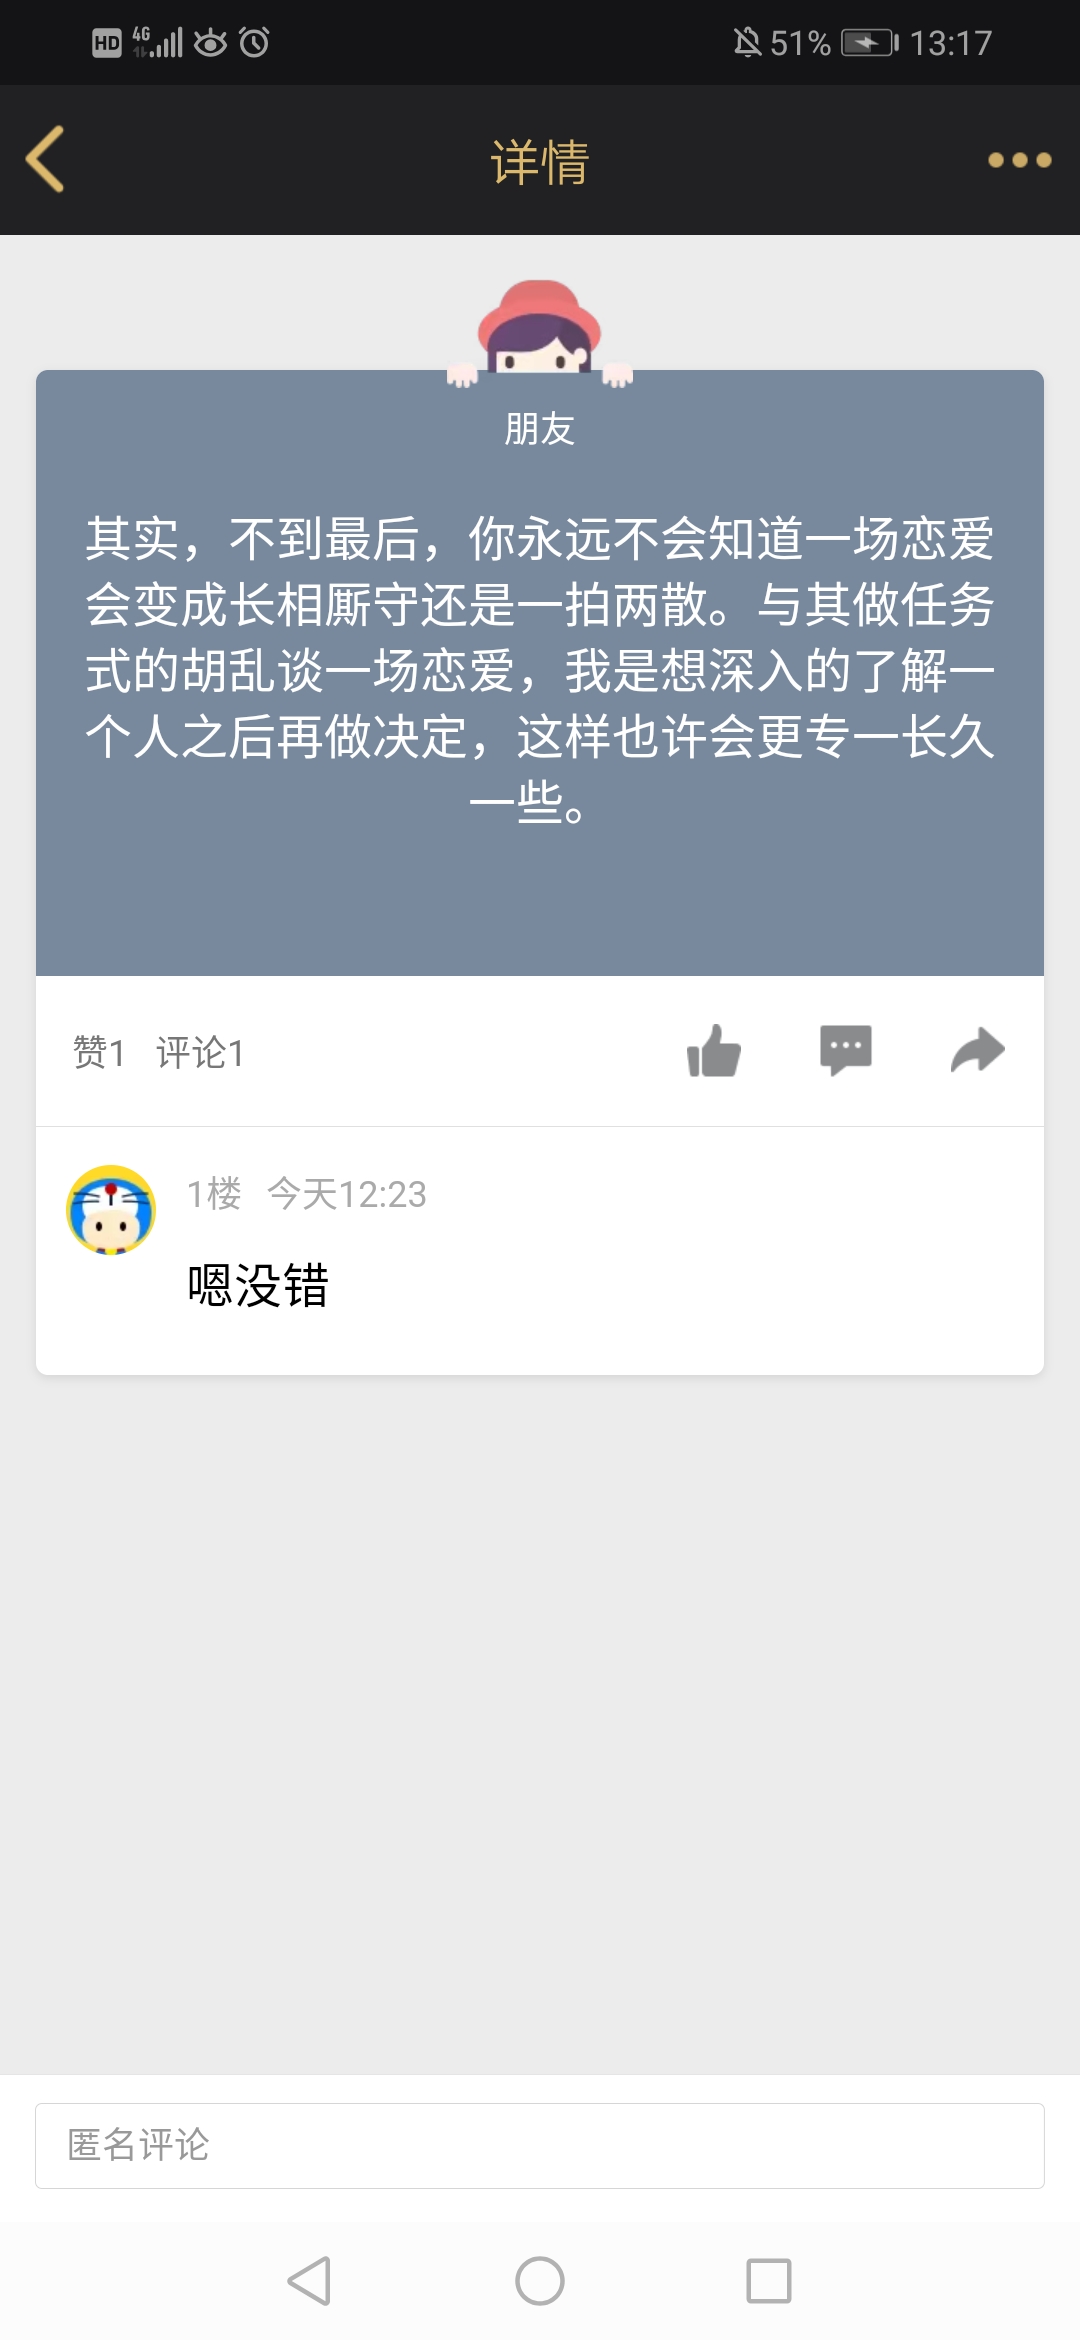 HD 4G 51% 13:17
详情
朋友
其实，不到最后，你永远不会知道一场恋爱
会变成长相厮守还是一拍两散。与其做任务
式的胡乱谈一场恋爱，我是想深入的了解一
个人之后再做决定，这样也许会更专一长久
一些。
赞1 评论1
1楼 今天12:23
嗯没错
匿名评论